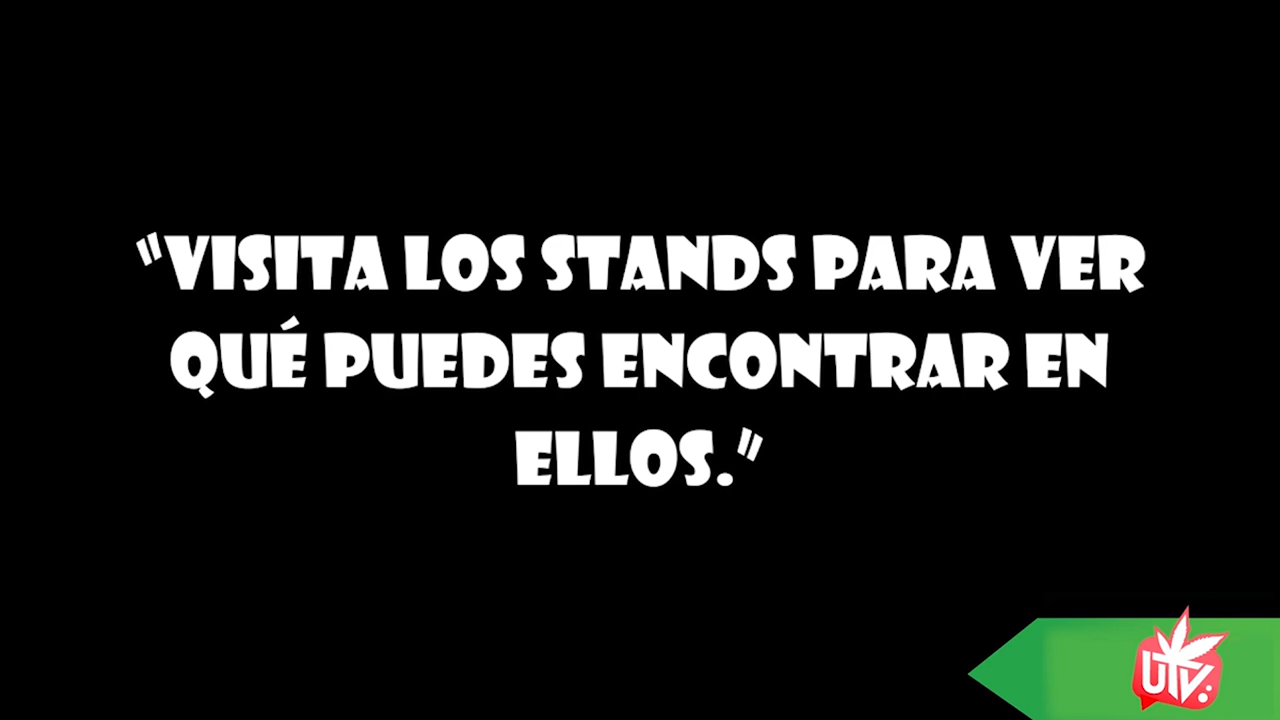 "VISITA LOS STANDS PARA VER
QUÉ PUEDES ENCONTRAR EN
ELLOS."
UTV.